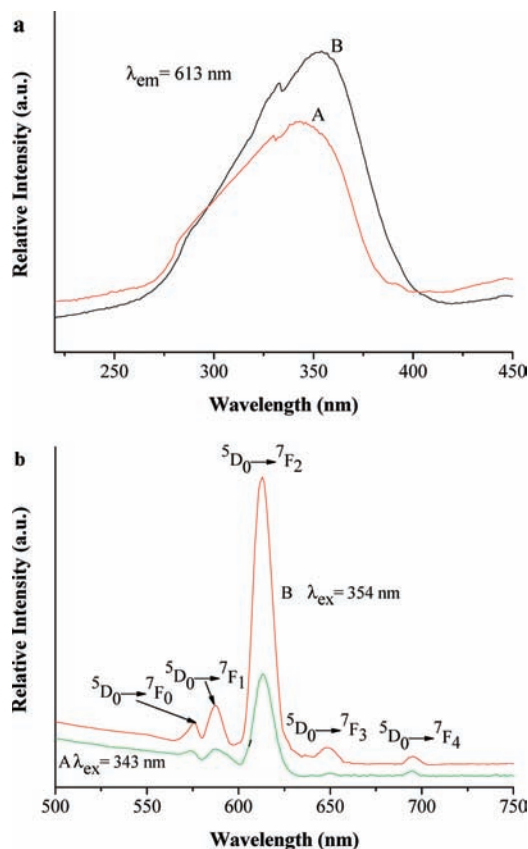 a
λem= 613 nm
B
A
Relative Intensity (a.u.)
250 300 350 400 450
Wavelength (nm)
b
5D0→7F2
B λex= 354 nm
5D0→7F1
5D0→7F0
5D0→7F3
5D0→7F4
A λex= 343 nm
Relative Intensity (a.u.)
500 550 600 650 700 750
Wavelength (nm)